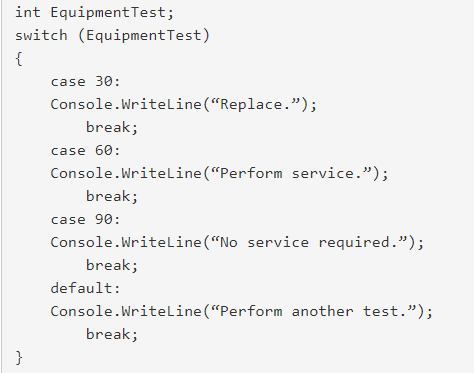 int EquipmentTest;
switch (EquipmentTest)
{
    case 30:
    Console.WriteLine(“Replace.”);
        break;
    case 60:
    Console.WriteLine(“Perform service.”);
        break;
    case 90:
    Console.WriteLine(“No service required.”);
        break;
    default:
    Console.WriteLine(“Perform another test.”);
        break;
}